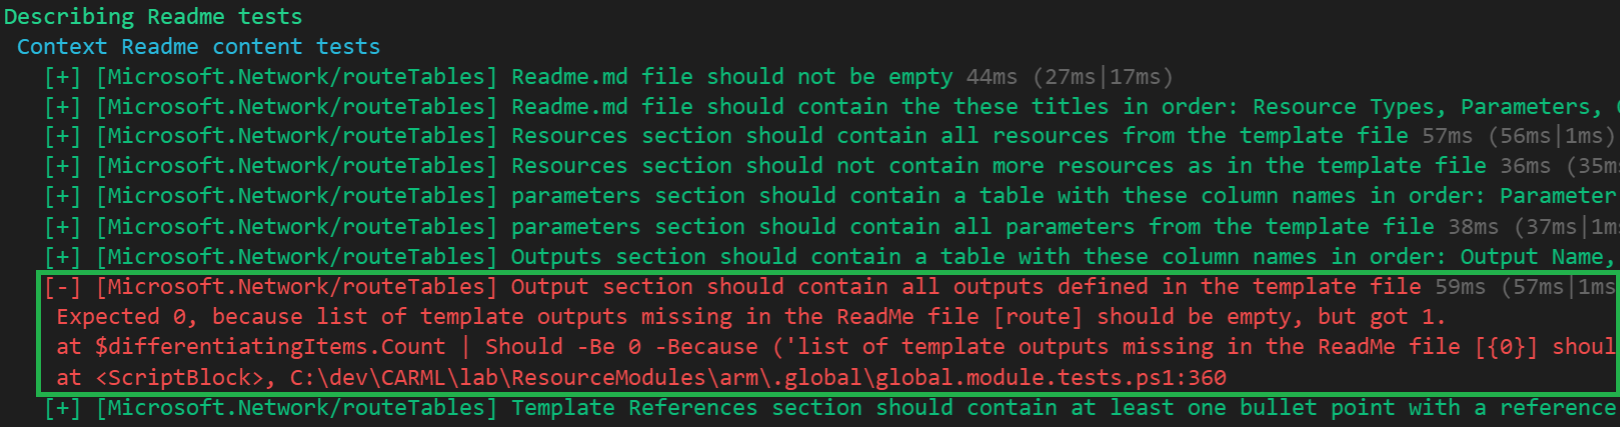 Describing Readme tests
Context Readme content tests
[+] [Microsoft.Network/routeTables] Readme.md file should not be empty 44ms (27ms|17ms)
[+] [Microsoft.Network/routeTables] Readme.md file should contain the these titles in order: Resource Types, Parameters,
[+] [Microsoft.Network/routeTables] Resources section should contain all resources from the template file 57ms (56ms|1ms)
[+] [Microsoft.Network/routeTables] Resources section should not contain more resources as in the template file 36ms (35ms
[+] [Microsoft.Network/routeTables] parameters section should contain a table with these column names in order: Parameter
[+] [Microsoft.Network/routeTables] parameters section should contain all parameters from the template file 38ms (37ms|1ms
[+] [Microsoft.Network/routeTables] Outputs section should contain a table with these column names in order: Output Name,
[-] [Microsoft.Network/routeTables] Output section should contain all outputs defined in the template file 59ms (57ms|1ms
Expected 0, because list of template outputs missing in the ReadMe file [route] should be empty, but got 1.
at $differentiatingItems.Count | Should -Be 0 -Because ('list of template outputs missing in the ReadMe file [{0}] shoul
at <ScriptBlock>, C:\dev\CARML\lab\ResourceModules\arm\.global\global.module.tests.ps1:360
[+] [Microsoft.Network/routeTables] Template References section should contain at least one bullet point with a reference